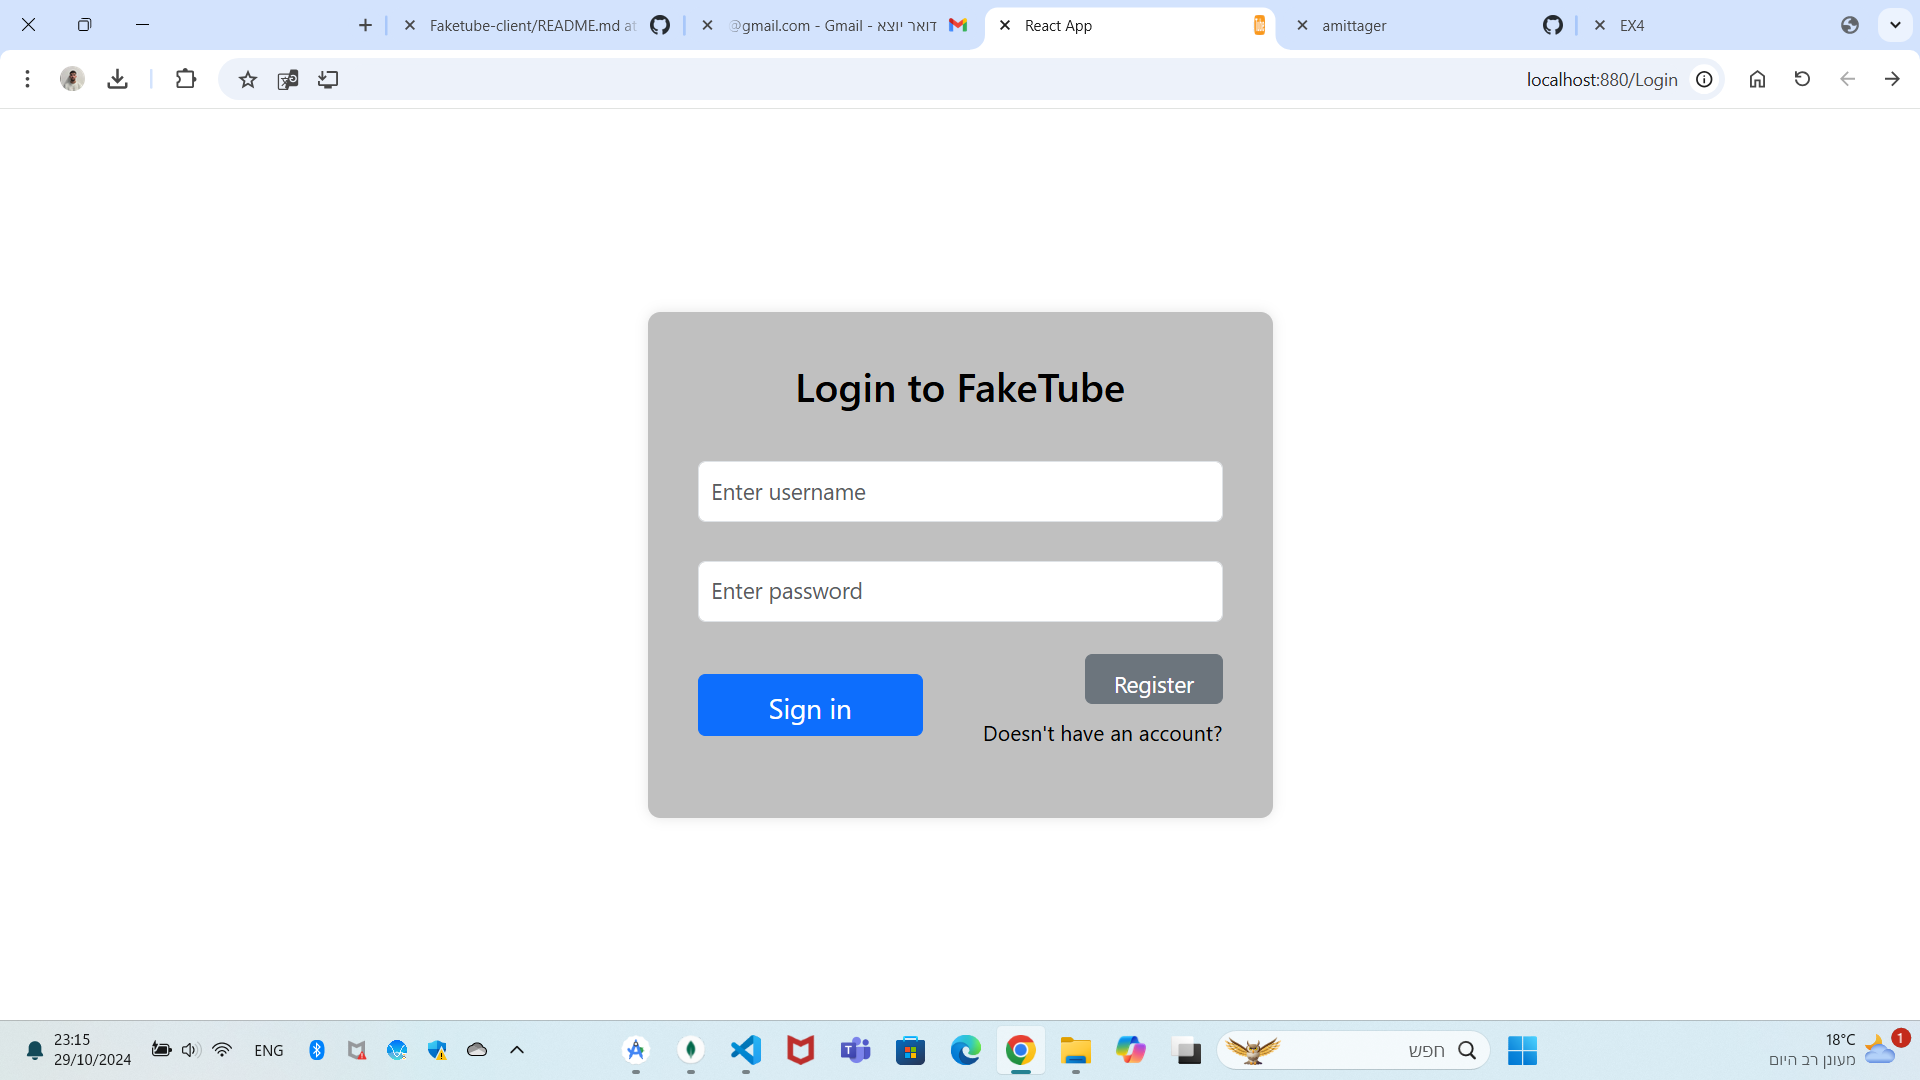 Faketube-client/README.md at
@gmail.com - Gmail - דואר יוצא
React App
amittager
EX4
localhost:880/Login
Login to FakeTube
Enter username
Enter password
Register
Sign in
Doesn't have an account?
23:15
29/10/2024
ENG
חפש
18°C
מעונן רב היום
1